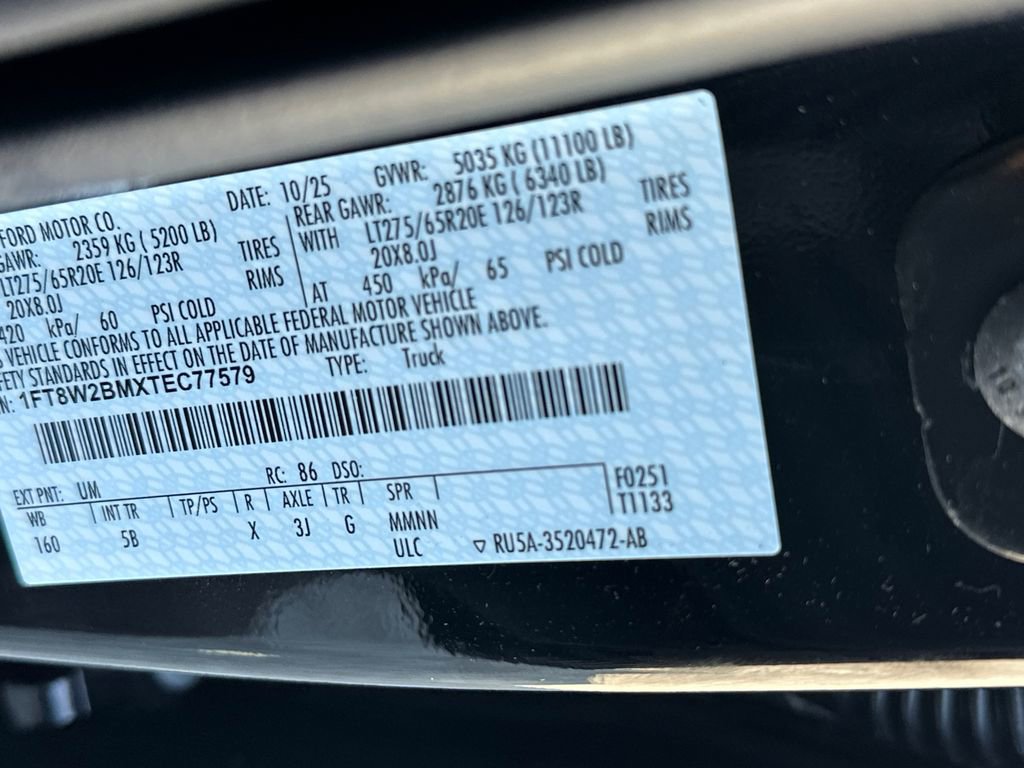 FORD MOTOR CO. DATE: 10/25 GVWR: 5035 KG (11100 LB)
GAWR: 2359 KG ( 5200 LB) REAR GAWR: 2876 KG ( 6340 LB)
LT275/65R20E 126/123R TIRES WITH LT275/65R20E 126/123R TIRES
20X8.0J RIMS 20X8.0J RIMS
420 kPa/ 60 PSI COLD AT 450 kPa/ 65 PSI COLD
VEHICLE CONFORMS TO ALL APPLICABLE FEDERAL MOTOR VEHICLE
FETY STANDARDS IN EFFECT ON THE DATE OF MANUFACTURE SHOWN ABOVE.
N: 1FT8W2BMXTEC77579 TYPE: Truck
EXT PNT: UM RC: 86 DSO:
WB INT TR TP/PS R AXLE TR SPR F0251
160 5B X 3J G MMNN T1133
ULC RU5A-3520472-AB
10